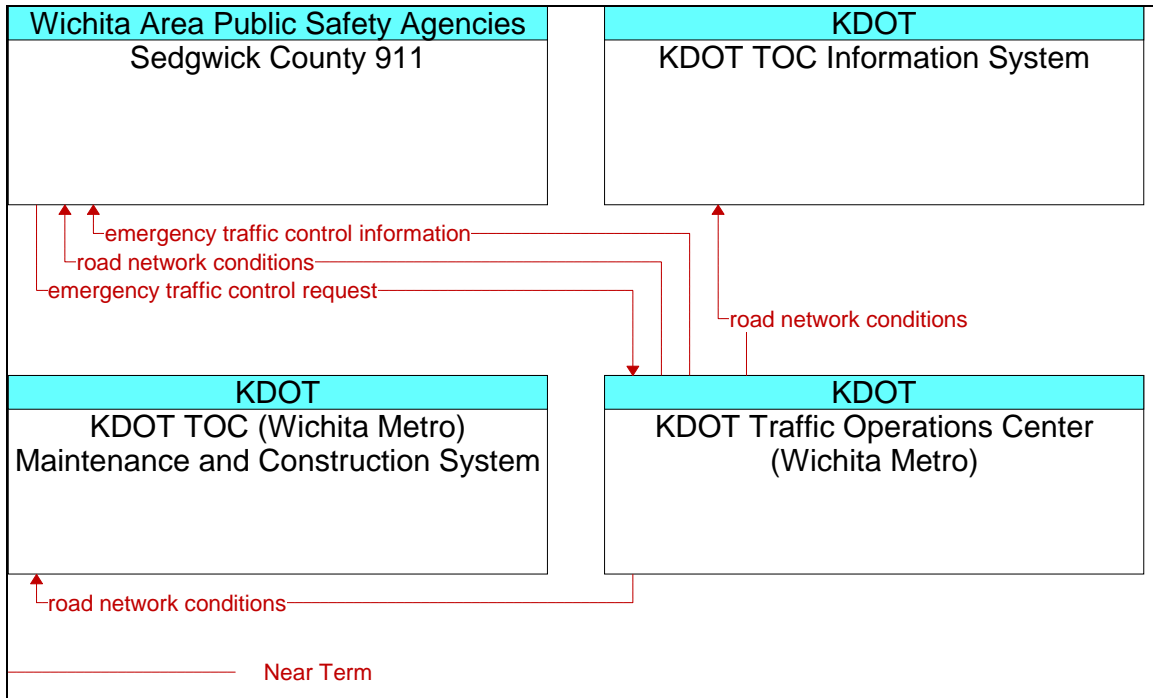 Wichita Area Public Safety Agencies
Sedgwick County 911
KDOT
KDOT TOC Information System
emergency traffic control information
road network conditions
emergency traffic control request
road network conditions
KDOT
KDOT TOC (Wichita Metro)
Maintenance and Construction System
KDOT
KDOT Traffic Operations Center
(Wichita Metro)
road network conditions
Near Term